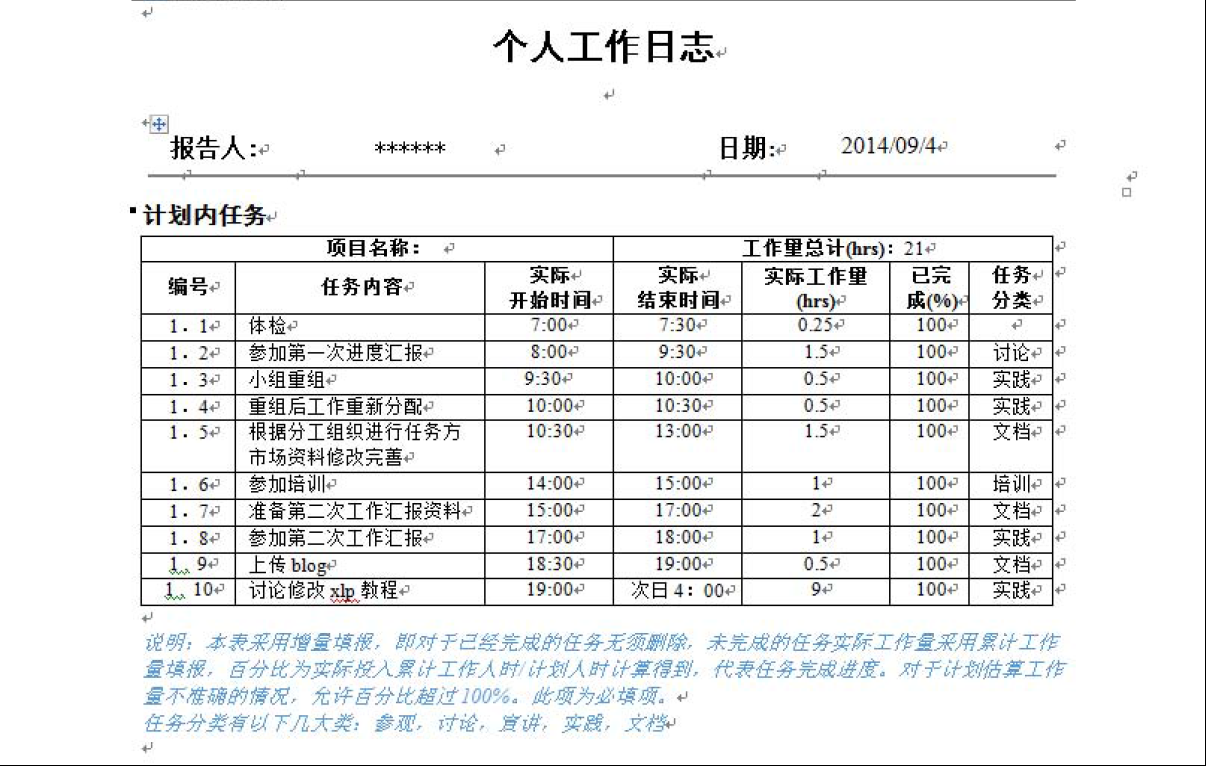 个人工作日志
报告人: ****** 日期: 2014/09/4
计划内任务
项目名称: 工作量总计(hrs): 21
编号 任务内容 实际开始时间 实际结束时间 实际工作量(hrs) 已完成(%) 任务分类
1.1 体检 7:00 7:30 0.25 100
1.2 参加第一次进度汇报 8:00 9:30 1.5 100 讨论
1.3 小组重组 9:30 10:00 0.5 100 实践
1.4 重组后工作重新分配 10:00 10:30 0.5 100 实践
1.5 根据分工组织进行任务方 10:30 13:00 1.5 100 文档
市场资料修改完善
1.6 参加培训 14:00 15:00 1 100 培训
1.7 准备第二次工作汇报资料 15:00 17:00 2 100 文档
1.8 参加第二次工作汇报 17:00 18:00 1 100 实践
1.9 上传 blog 18:30 19:00 0.5 100 文档
1.10 讨论修改 xlp 教程 19:00 次日 4:00 9 100 实践
说明：本表采用增量填报，即对于已经完成的任务无须删除，未完成的任务实际工作量采用累计工作
量填报，百分比为实际投入累计工作人时/计划人时计算得到，代表任务完成进度。对于计划估算工作
量不准确的情况，允许百分比超过100%。此项为必填项。
任务分类有以下几大类：参观，讨论，宣讲，实践，文档